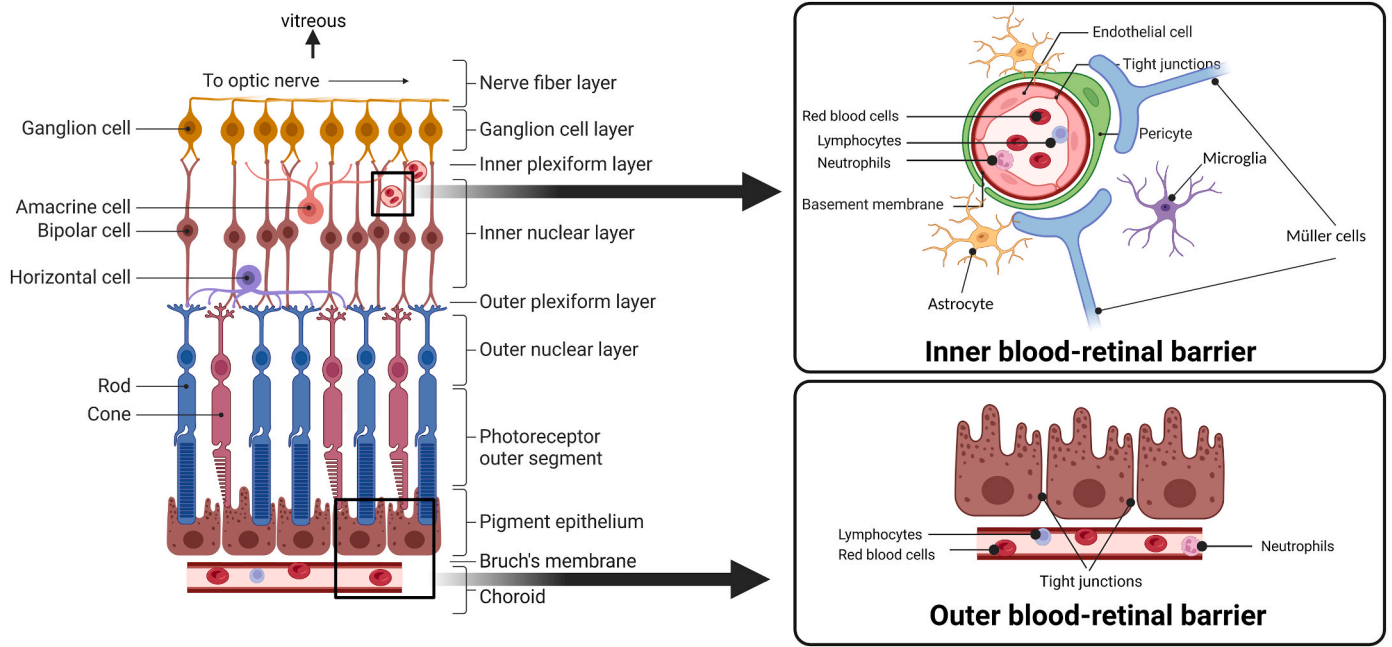 vitreous
To optic nerve
Nerve fiber layer
Ganglion cell
Ganglion cell layer
Inner plexiform layer
Amacrine cell
Bipolar cell
Inner nuclear layer
Horizontal cell
Outer plexiform layer
Outer nuclear layer
Rod
Cone
Photoreceptor
outer segment
Pigment epithelium
Bruch's membrane
Choroid
Endothelial cell
Tight junctions
Red blood cells
Lymphocytes
Neutrophils
Pericyte
Microglia
Basement membrane
Müller cells
Astrocyte
Inner blood-retinal barrier
Lymphocytes
Red blood cells
Neutrophils
Tight junctions
Outer blood-retinal barrier